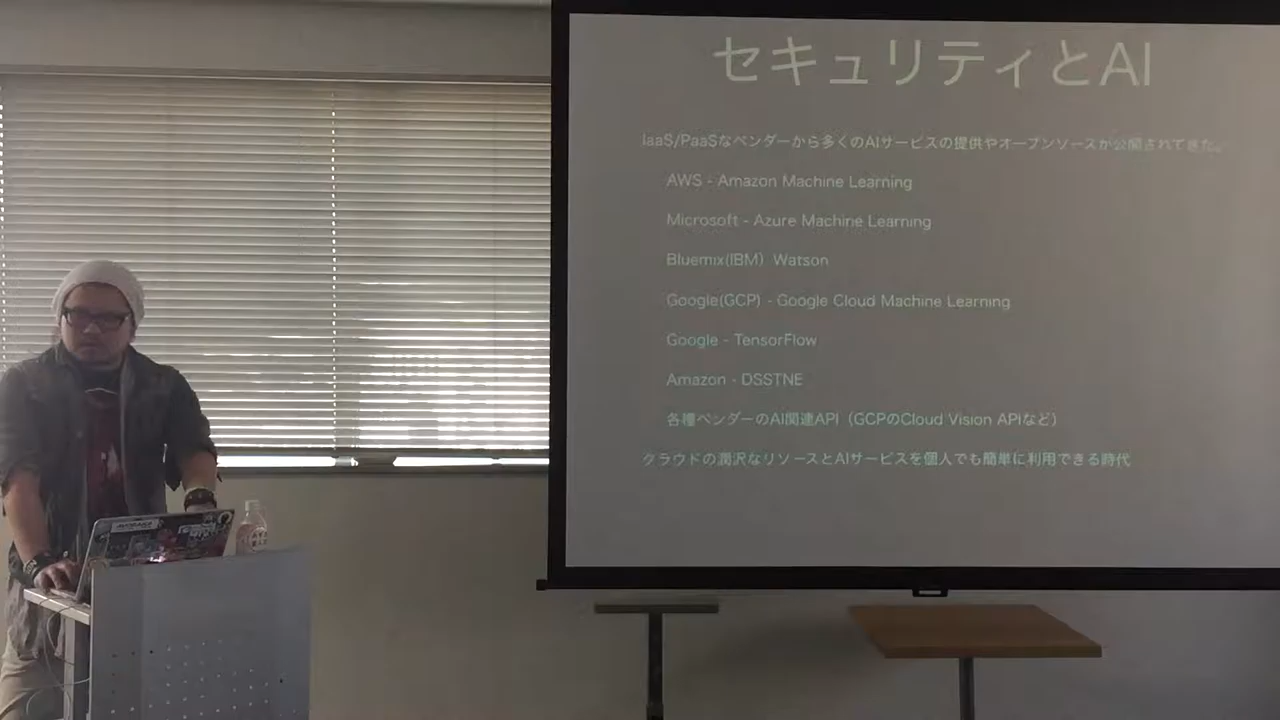 セキュリティとAI
IaaS/PaaSなベンダーから多くのAIサービスの提供やオープンソースが公開されてきた。
AWS - Amazon Machine Learning
Microsoft - Azure Machine Learning
Bluemix(IBM) Watson
Google(GCP) - Google Cloud Machine Learning
Google - TensorFlow
Amazon - DSSTNE
各種ベンダーのAI関連API（GCPのCloud Vision APIなど）
クラウドの潤沢なリソースとAIサービスを個人でも簡単に利用できる時代